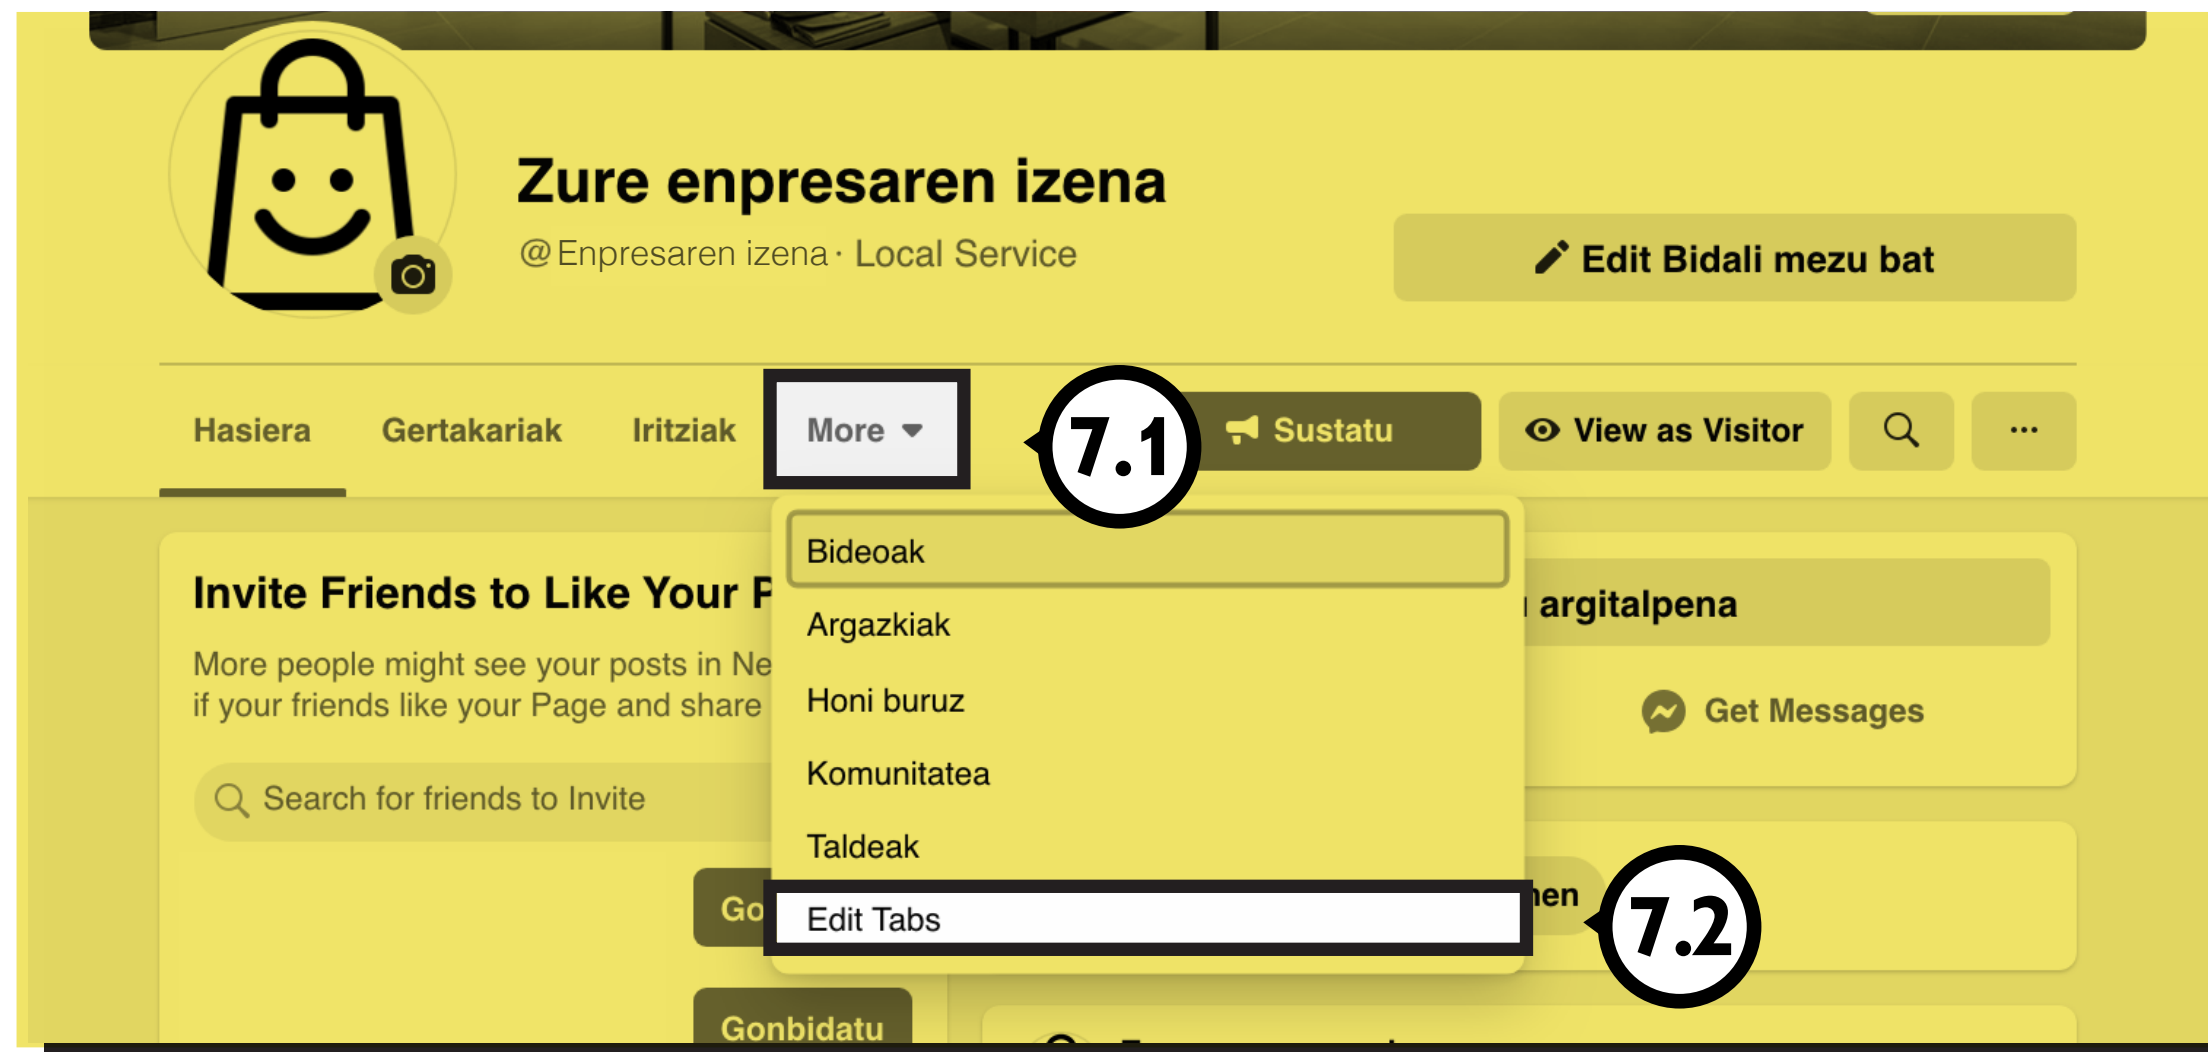 Zure enpresaren izena
@Enpresaren izena · Local Service
Edit Bidali mezu bat
Hasiera Gertakariak Iritziak More 7.1 Sustatu View as Visitor ...
Bideoak
Invite Friends to Like Your P
argitalpena
Argazkiak
More people might see your posts in Ne
if your friends like your Page and share
Honi buruz
Get Messages
Komunitatea
Search for friends to Invite
Taldeak
Go
Edit Tabs
7.2
Gonbidatu